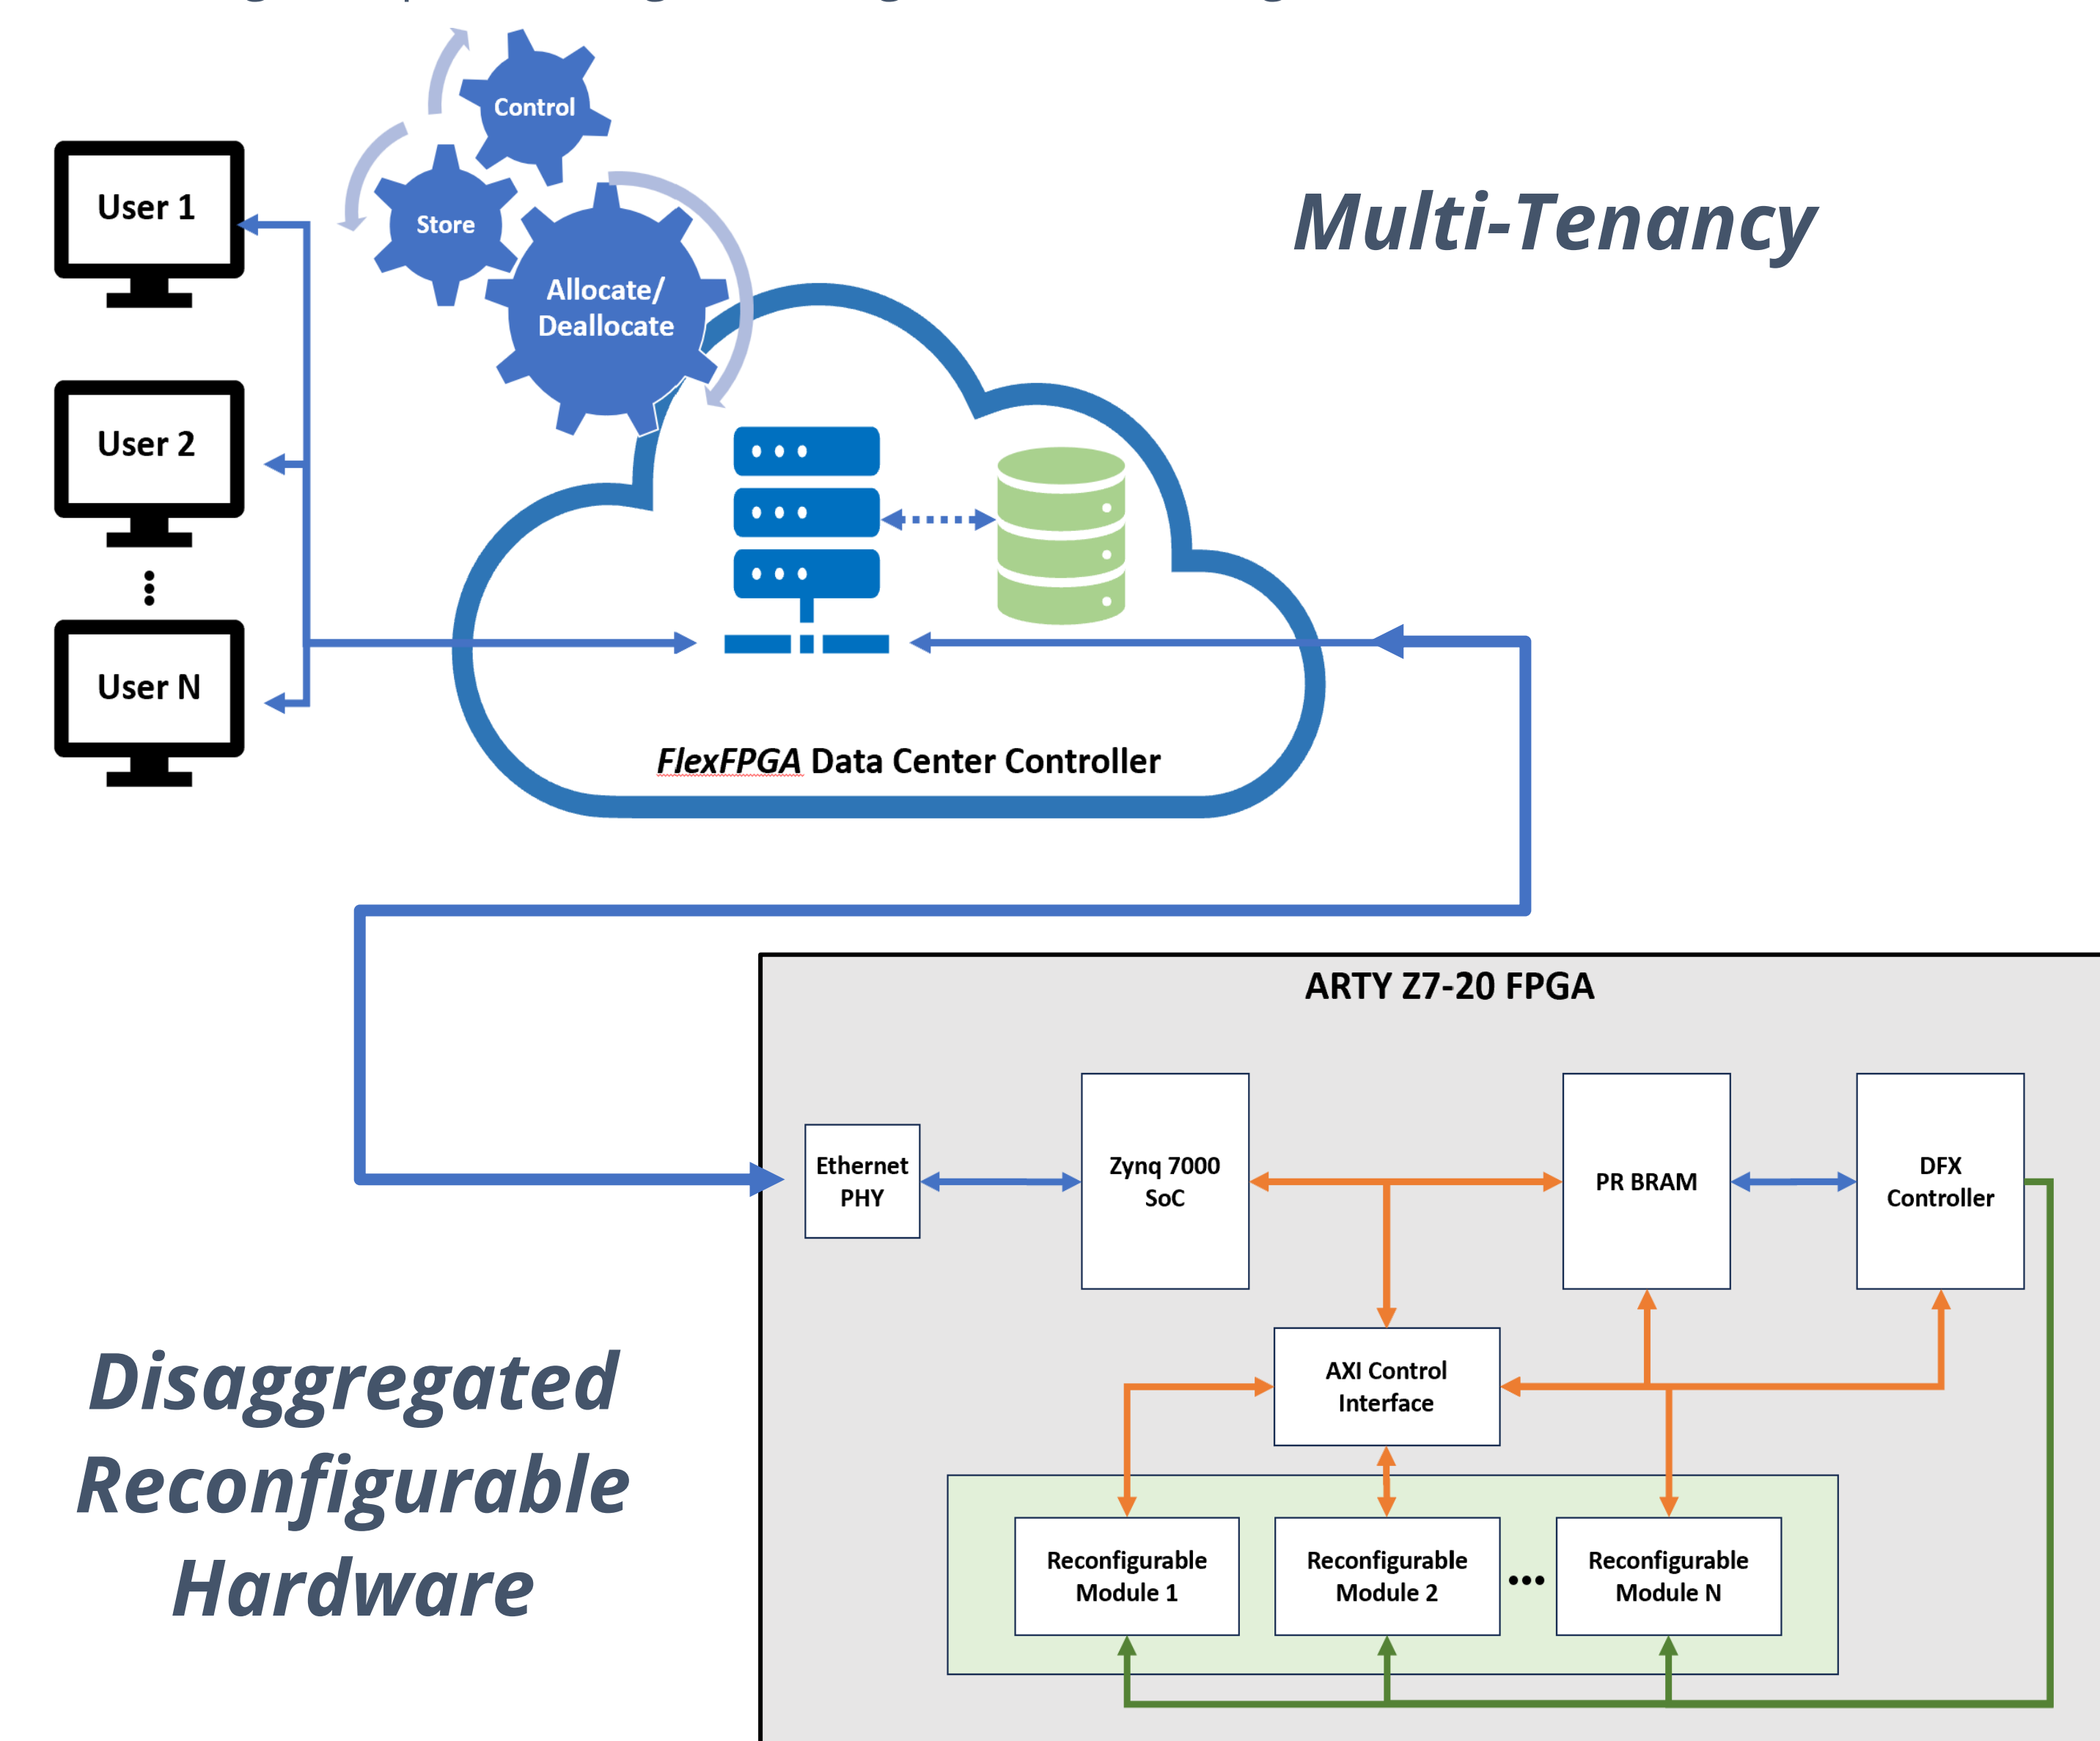 Control
Store
Allocate/
Deallocate
User 1
User 2
User N
Multi-Tenancy
FlexFPGA Data Center Controller
ARTY Z7-20 FPGA
Ethernet
PHY
Zynq 7000
SoC
PR BRAM
DFX
Controller
AXI Control
Interface
Reconfigurable
Module 1
Reconfigurable
Module 2
Reconfigurable
Module N
Disaggregated
Reconfigurable
Hardware